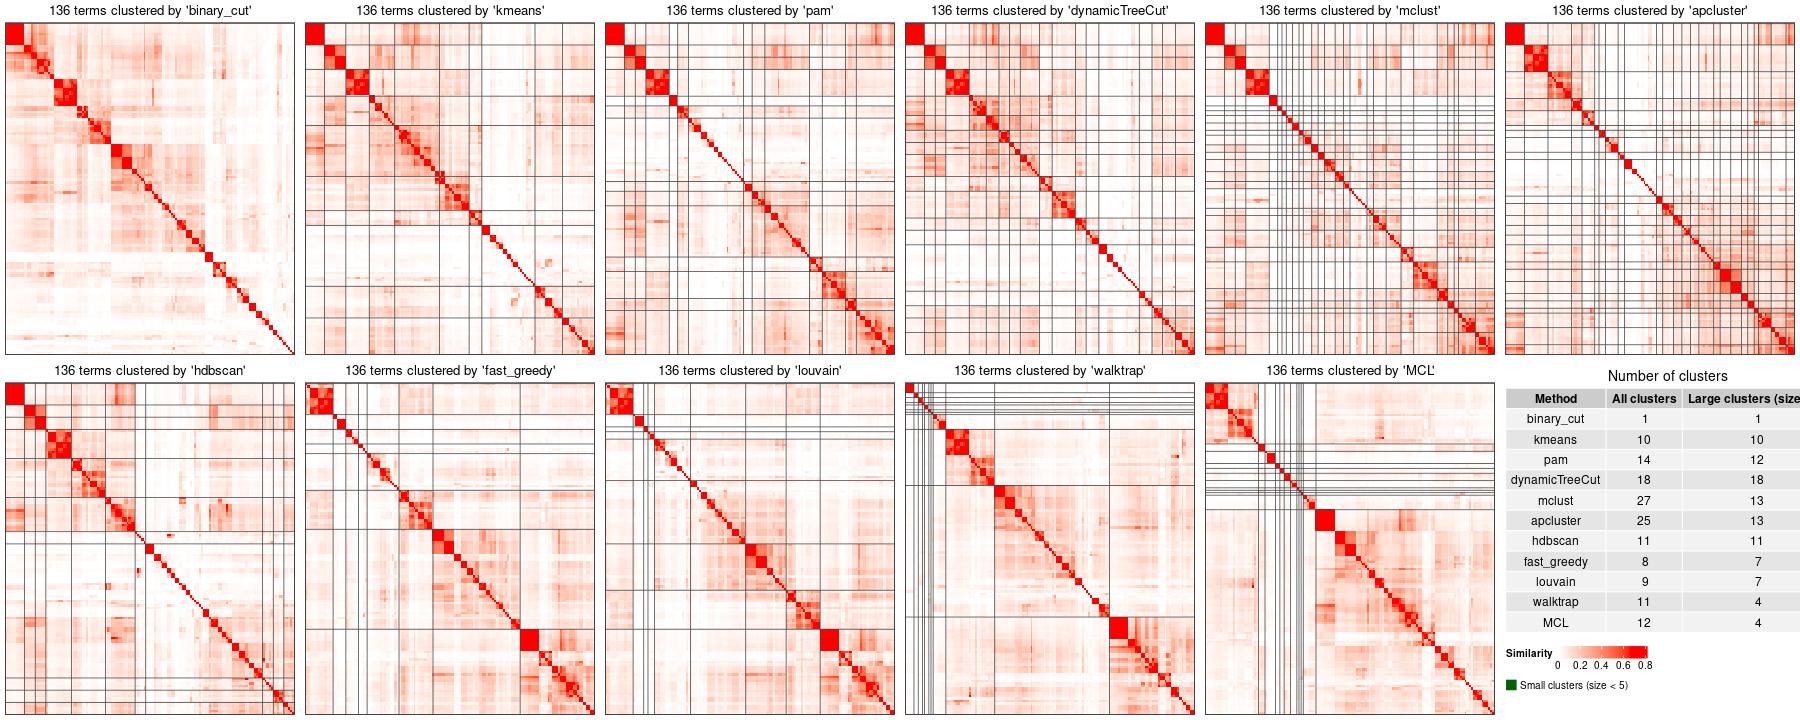 136 terms clustered by 'binary_cut'
136 terms clustered by 'kmeans'
136 terms clustered by 'pam'
136 terms clustered by 'dynamicTreeCut'
136 terms clustered by 'mclust'
136 terms clustered by 'apcluster'
136 terms clustered by 'hdbscan'
136 terms clustered by 'fast_greedy'
136 terms clustered by 'louvain'
136 terms clustered by 'walktrap'
136 terms clustered by 'MCL'
Number of clusters
Method All clusters Large clusters (size
binary_cut 1 1
kmeans 10 10
pam 14 12
dynamicTreeCut 18 18
mclust 27 13
apcluster 25 13
hdbscan 11 11
fast_greedy 8 7
louvain 9 7
walktrap 11 4
MCL 12 4
Similarity
0 0.2 0.4 0.6 0.8
Small clusters (size < 5)